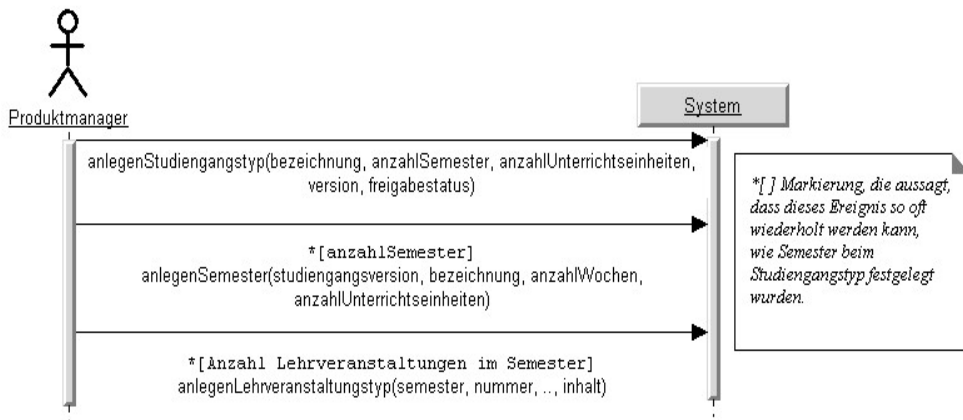 Produktmanager
System
anlegenStudiengangstyp(bezeichnung, anzahlSemester, anzahlUnterrichtseinheiten,
version, freigabestatus)
*[anzahlSemester]
anlegenSemester(studiengangsversion, bezeichnung, anzahlWochen,
anzahlUnterrichtseinheiten)
*[Anzahl Lehrveranstaltungen im Semester]
anlegenLehrveranstaltungstyp(semester, nummer, .., inhalt)
*[ ] Markierung, die aussagt,
dass dieses Ereignis so oft
wiederholt werden kann,
wie Semester beim
Studiengangstyp festgelegt
wurden.